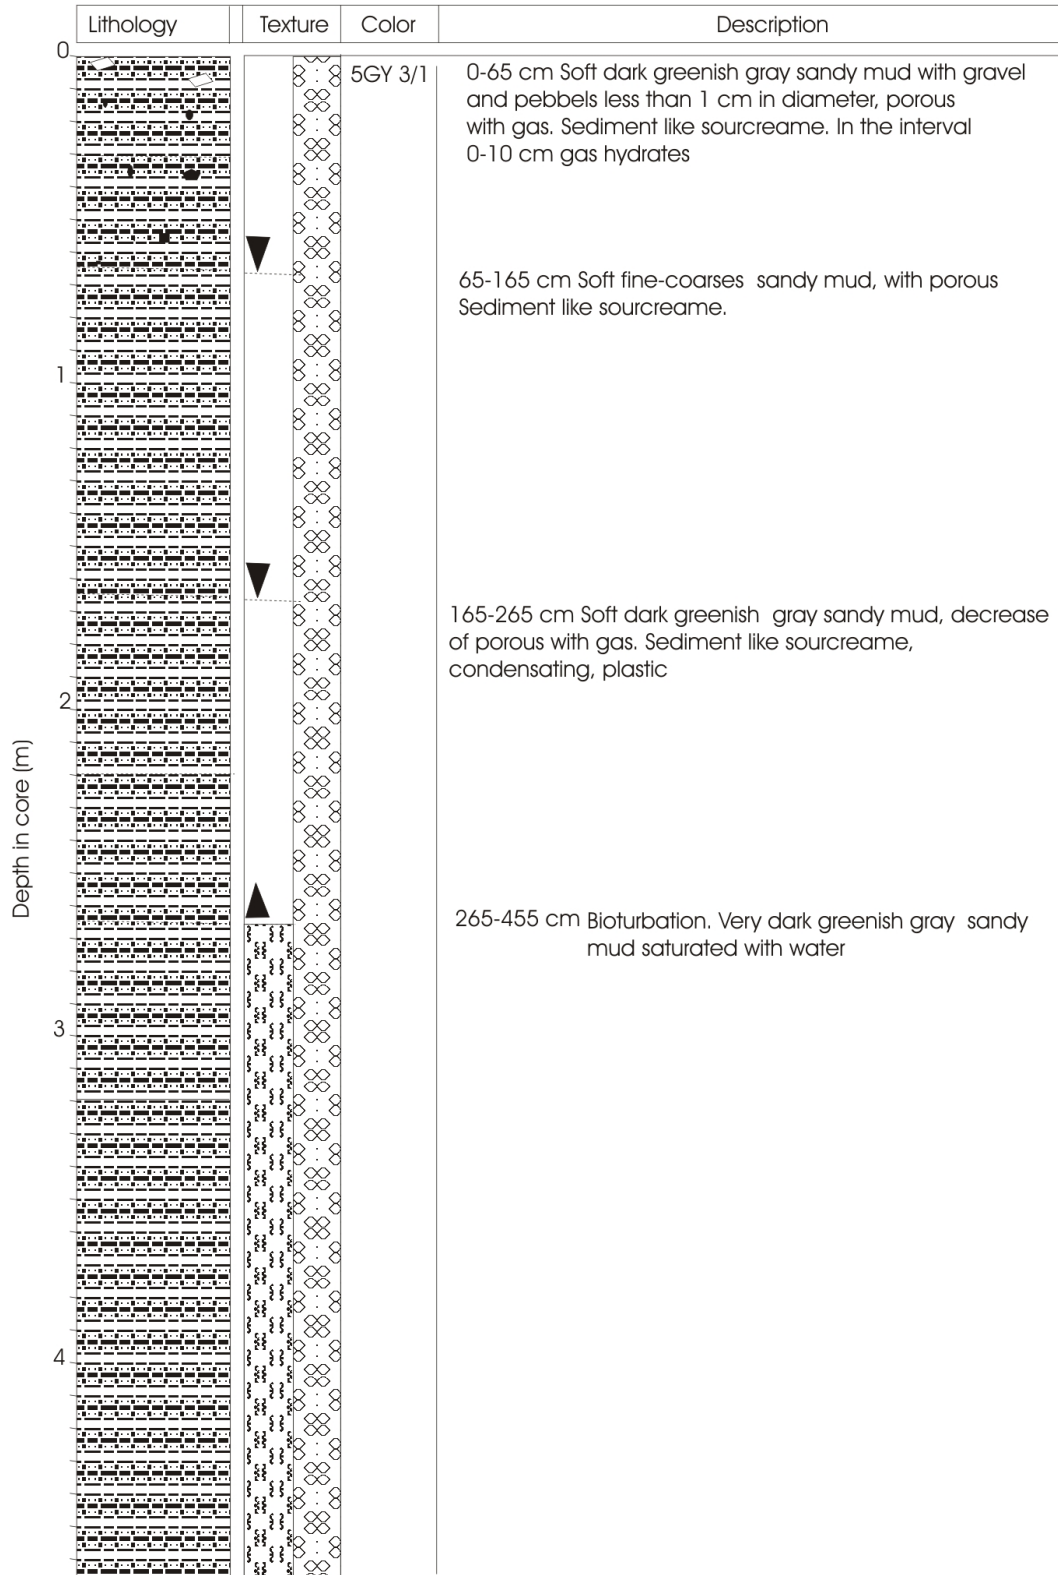 Lithology Texture Color Description
0
5GY 3/1
0-65 cm Soft dark greenish gray sandy mud with gravel
and pebbels less than 1 cm in diameter, porous
with gas. Sediment like sourcreame. In the interval
0-10 cm gas hydrates
65-165 cm Soft fine-coarses sandy mud, with porous
Sediment like sourcreame.
1
165-265 cm Soft dark greenish gray sandy mud, decrease
of porous with gas. Sediment like sourcreame,
condensating, plastic
2
Depth in core (m)
265-455 cm Bioturbation. Very dark greenish gray sandy
mud saturated with water
3
4